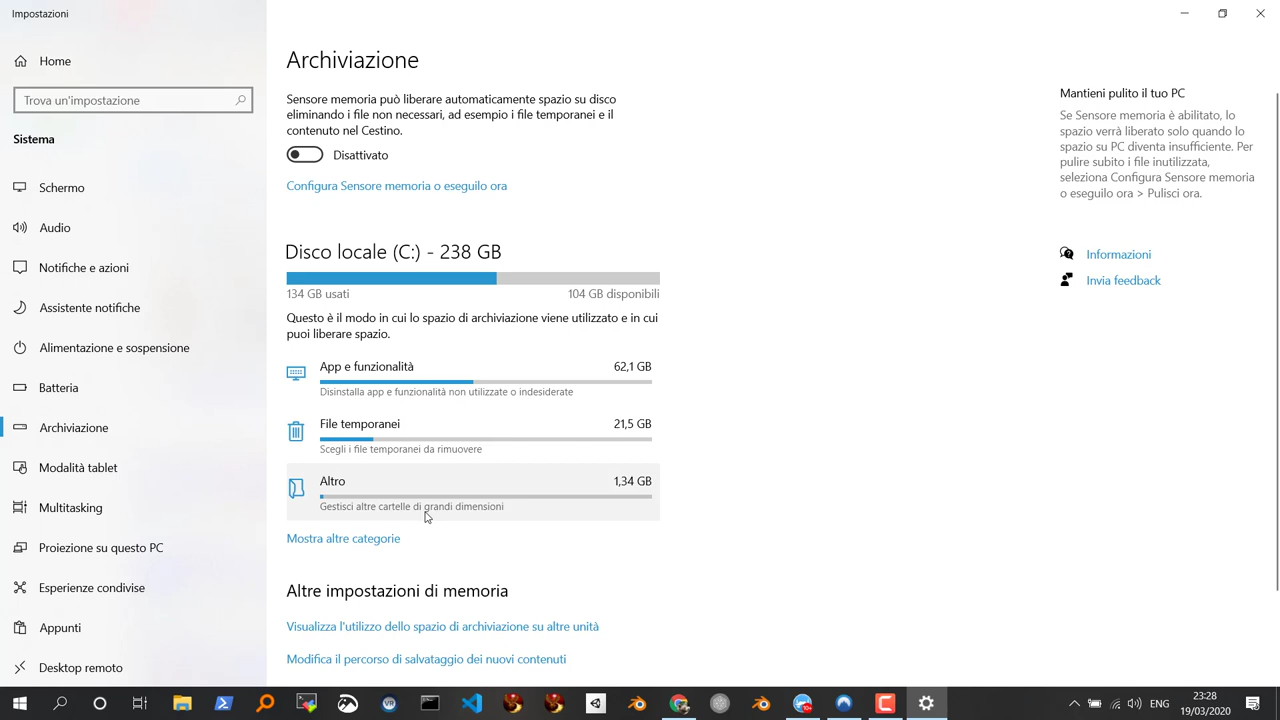 Impostazioni
Home
Trova un'impostazione
Sistema
Schermo
Audio
Notifiche e azioni
Assistente notifiche
Alimentazione e sospensione
Batteria
Archiviazione
Modalità tablet
Multitasking
Proiezione su questo PC
Esperienze condivise
Appunti
Desktop remoto
Archiviazione
Sensore memoria può liberare automaticamente spazio su disco
eliminando i file non necessari, ad esempio i file temporanei e il
contenuto nel Cestino.
Disattivato
Configura Sensore memoria o eseguilo ora
Disco locale (C:) - 238 GB
134 GB usati
104 GB disponibili
Questo è il modo in cui lo spazio di archiviazione viene utilizzato e in cui
puoi liberare spazio.
App e funzionalità
62,1 GB
Disinstalla app e funzionalità non utilizzate o indesiderate
File temporanei
21,5 GB
Scegli i file temporanei da rimuovere
Altro
1,34 GB
Gestisci altre cartelle di grandi dimensioni
Mostra altre categorie
Altre impostazioni di memoria
Visualizza l'utilizzo dello spazio di archiviazione su altre unità
Modifica il percorso di salvataggio dei nuovi contenuti
Mantieni pulito il tuo PC
Se Sensore memoria è abilitato, lo
spazio verrà liberato solo quando lo
spazio su PC diventa insufficiente. Per
pulire subito i file inutilizzata,
seleziona Configura Sensore memoria
o eseguilo ora > Pulisci ora.
Informazioni
Invia feedback
VR
10+
ENG
23:28
19/03/2020